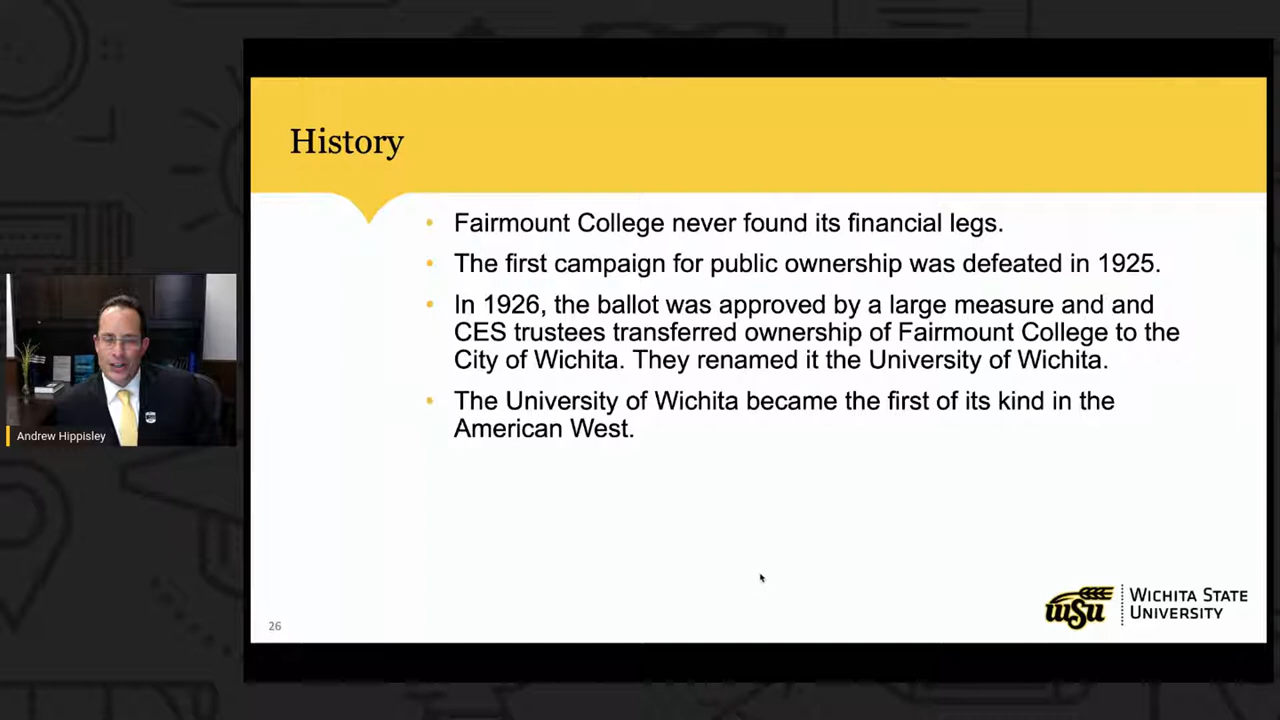 History
Fairmount College never found its financial legs.
The first campaign for public ownership was defeated in 1925.
In 1926, the ballot was approved by a large measure and and
CES trustees transferred ownership of Fairmount College to the
City of Wichita. They renamed it the University of Wichita.
The University of Wichita became the first of its kind in the
American West.
Andrew Hippisley
26
WSU
WICHITA STATE
UNIVERSITY